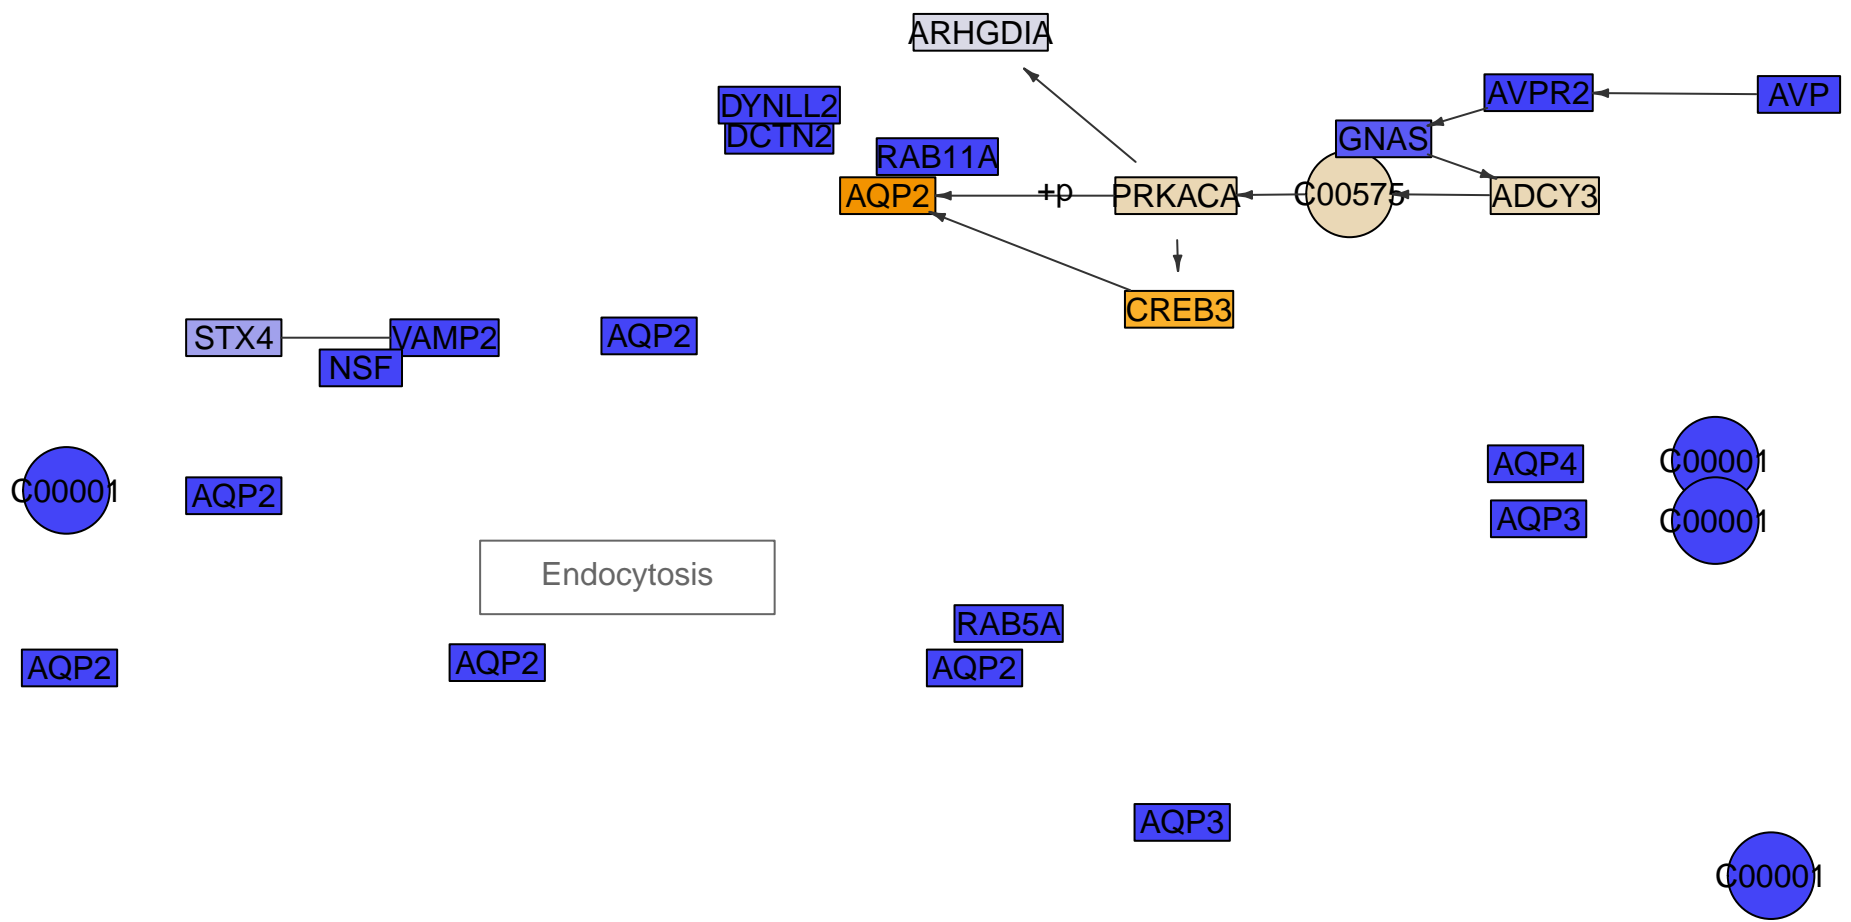 ARHGDIA
DYNLL2
AVPR2
AVP
DCTN2
GNAS
RAB11A
AQP2
+p
PRKACA
C00575
ADCY3
CREB3
STX4
VAMP2
AQP2
NSF
C00001
AQP2
AQP4
C00001
AQP3
C00001
Endocytosis
RAB5A
AQP2
AQP2
AQP2
AQP3
C00001